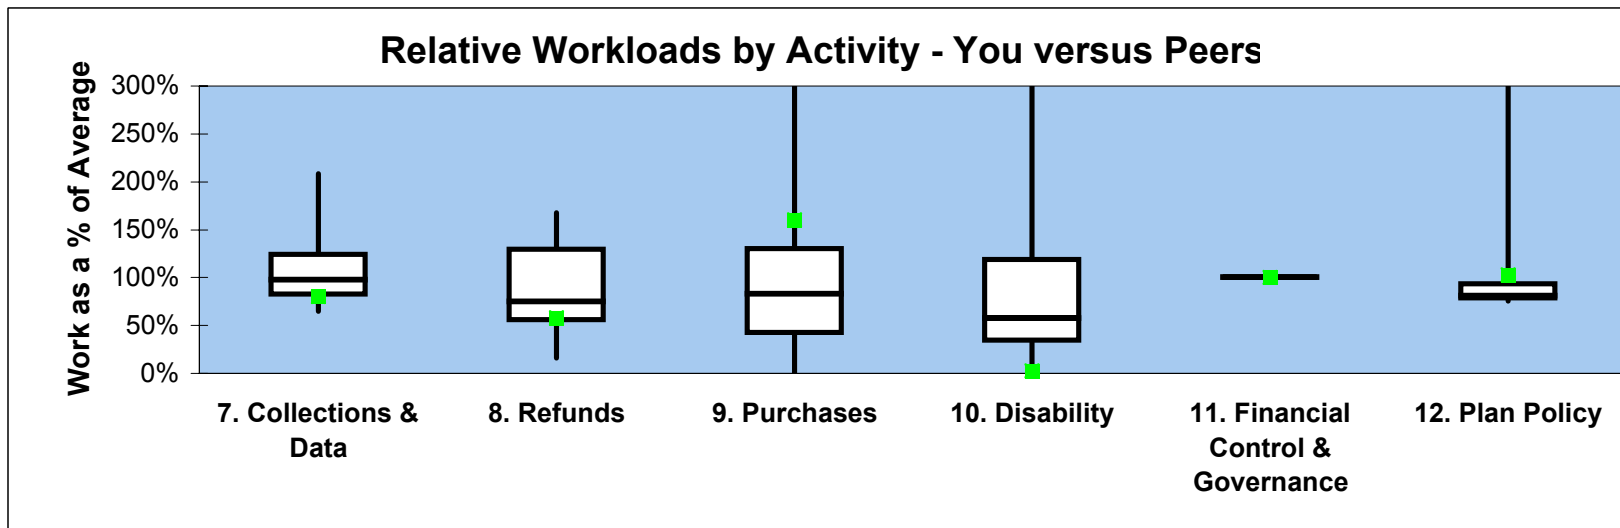 Relative Workloads by Activity - You versus Peers
Work as a % of Average
300%
250%
200%
150%
100%
50%
0%
7. Collections &
Data
8. Refunds
9. Purchases
10. Disability
11. Financial
Control &
Governance
12. Plan Policy